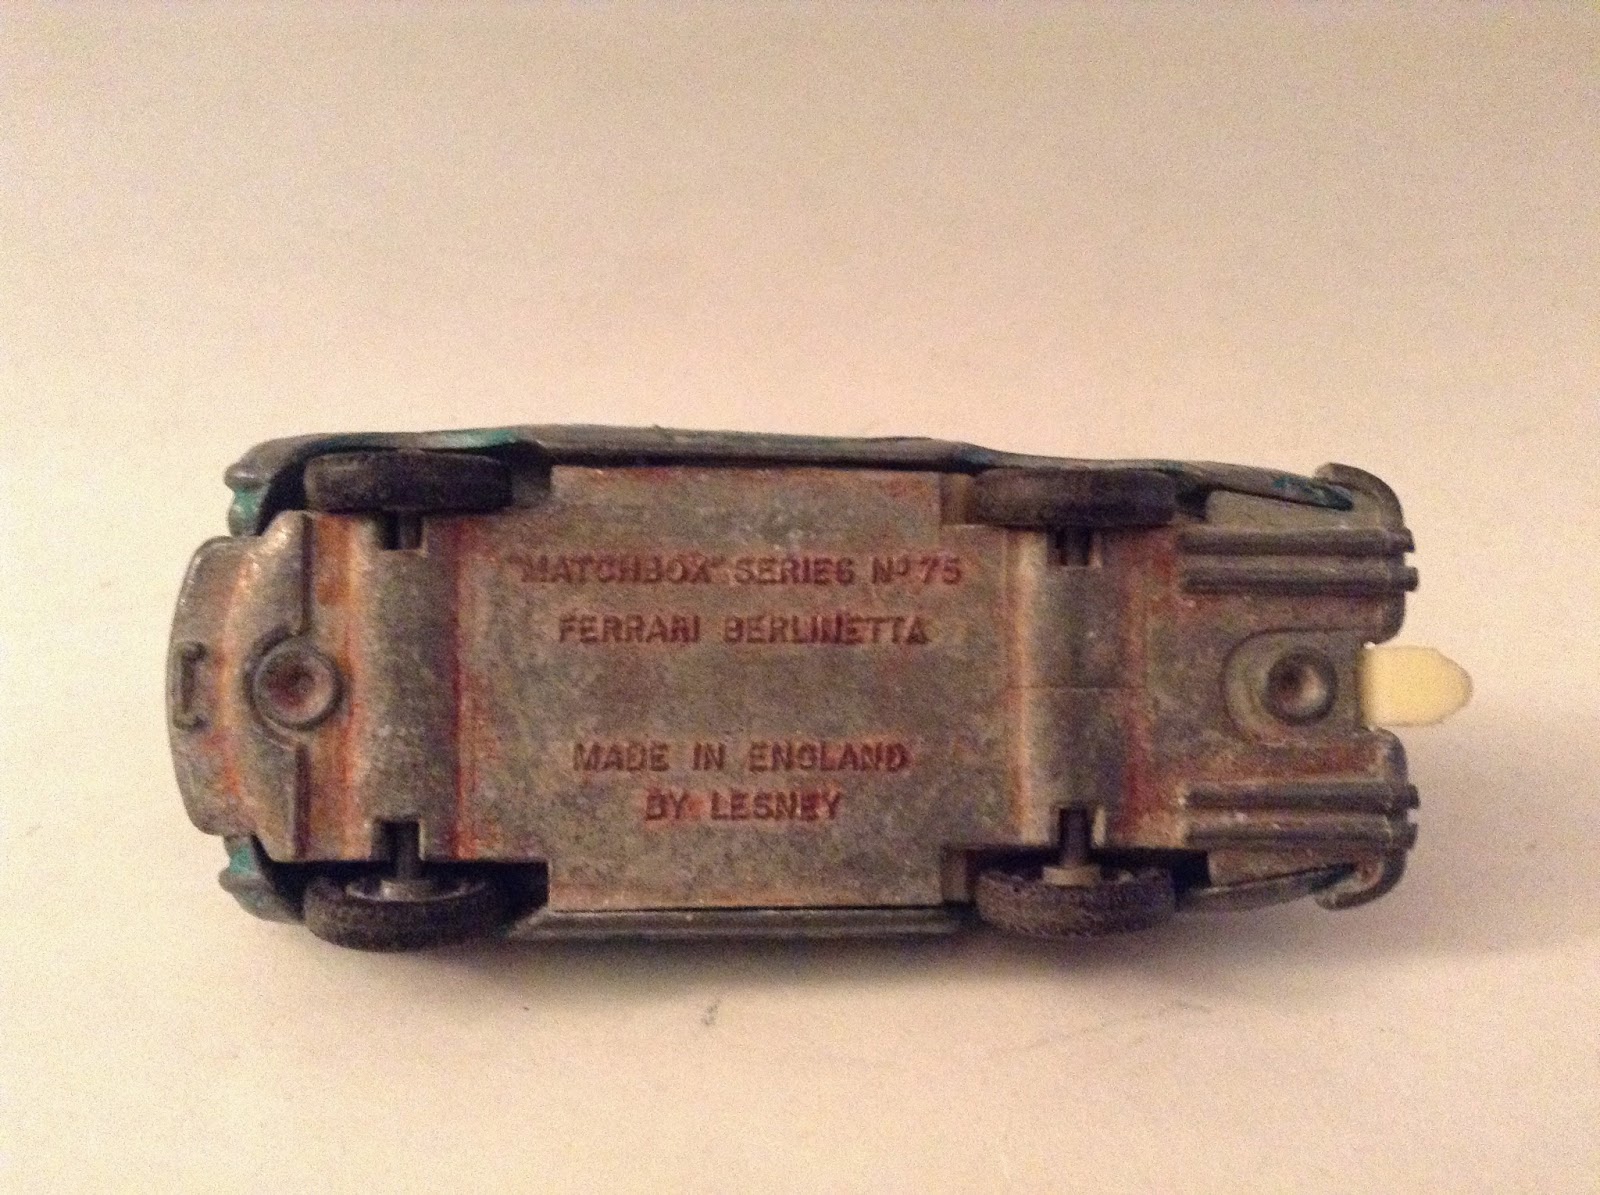 "MATCHBOX" SERIES Nº 75
FERRARI BERLINETTA
MADE IN ENGLAND
BY LESNEY